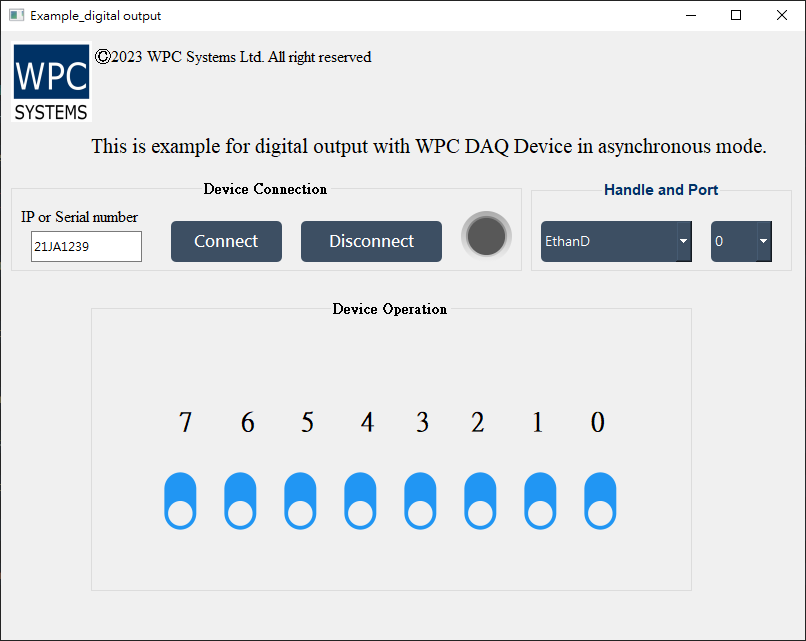 Example_digital output
WPC
SYSTEMS
©2023 WPC Systems Ltd. All right reserved
This is example for digital output with WPC DAQ Device in asynchronous mode.
Device Connection
IP or Serial number
21JA1239
Connect
Disconnect
Handle and Port
EthanD
0
Device Operation
7 6 5 4 3 2 1 0